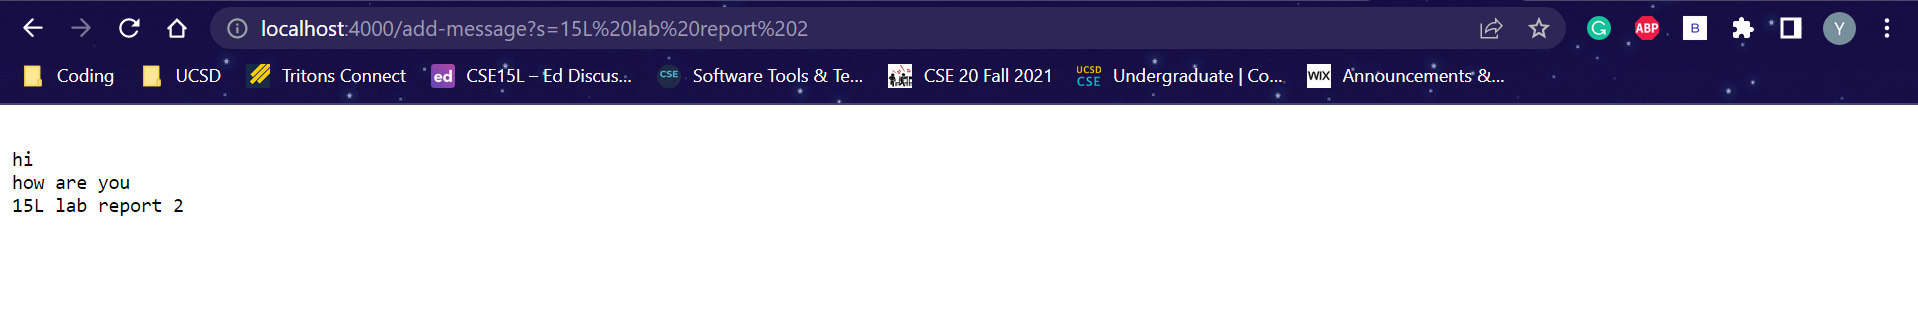 localhost:4000/add-message?s=15L%20lab%20report%202
G
ABP
B
Y
Coding
UCSD
Tritons Connect
ed
CSE15L – Ed Discus...
CSE
Software Tools & Te...
CSE 20 Fall 2021
UCSD
CSE
Undergraduate | Co...
WIX
Announcements &...
hi
how are you
15L lab report 2